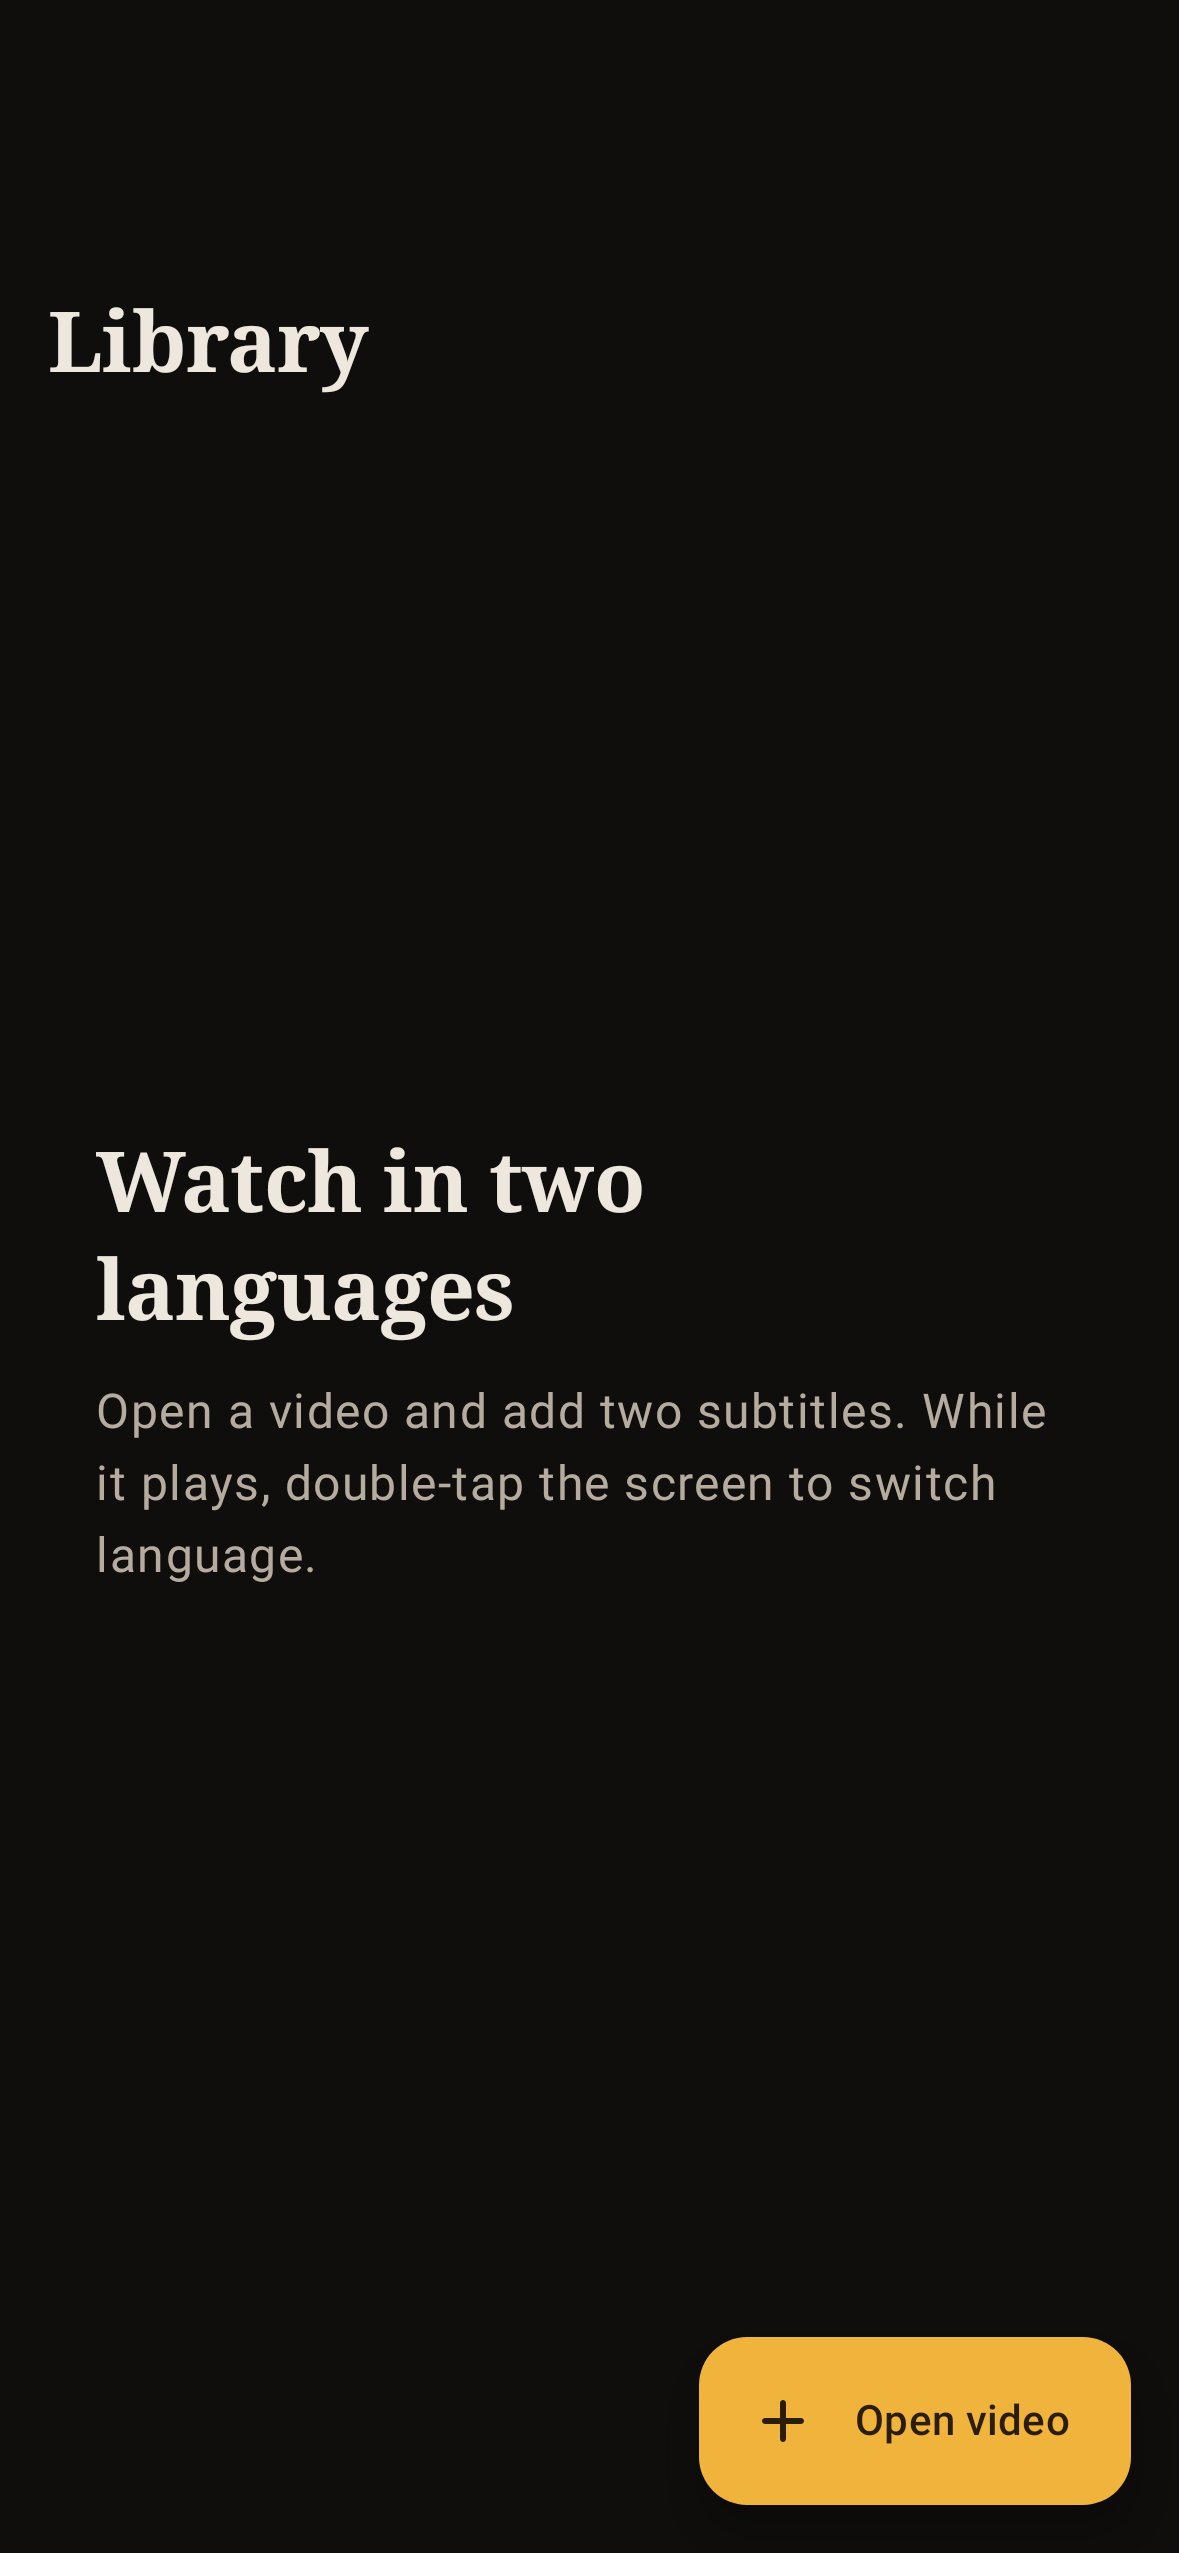 Library
Watch in two
languages
Open a video and add two subtitles. While
it plays, double-tap the screen to switch
language.
Open video